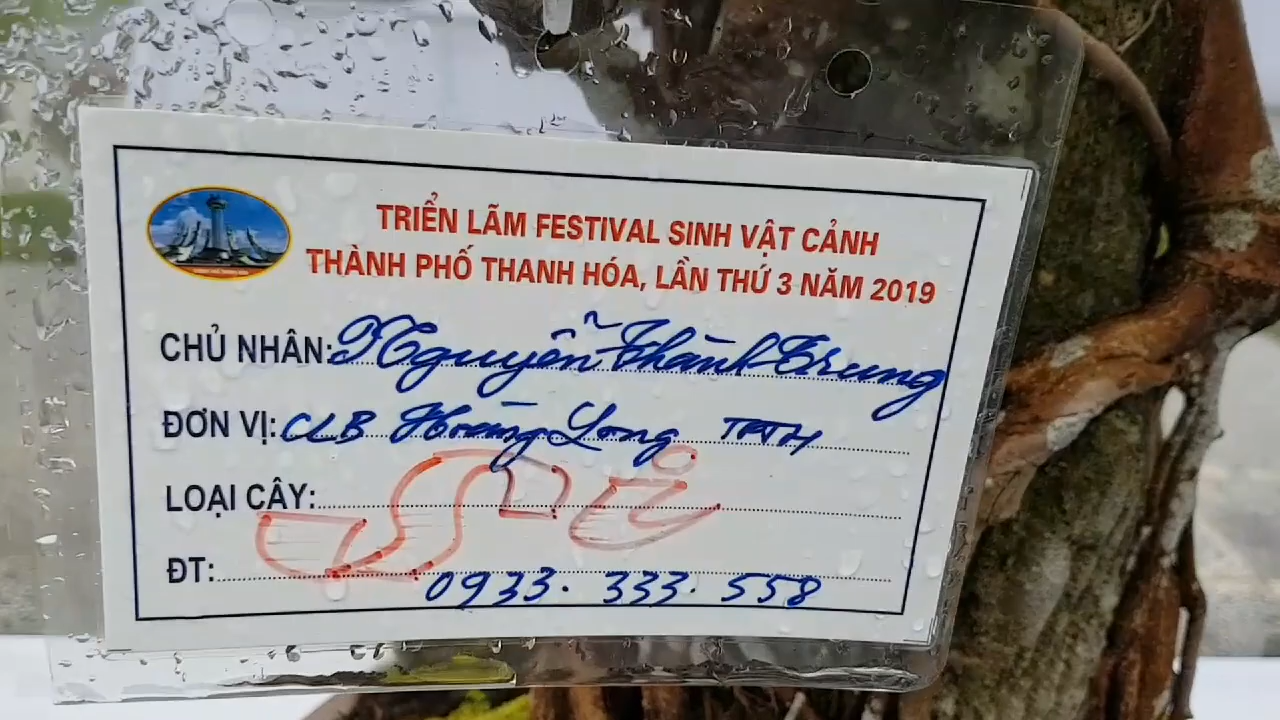 TRIỂN LÃM FESTIVAL SINH VẬT CẢNH
THÀNH PHỐ THANH HÓA, LẦN THỨ 3 NĂM 2019
CHỦ NHÂN: Nguyễn Thành Trung
ĐƠN VỊ: CLB Hoàng Long TPTH
LOẠI CÂY: Si
ĐT: 0933.333.558